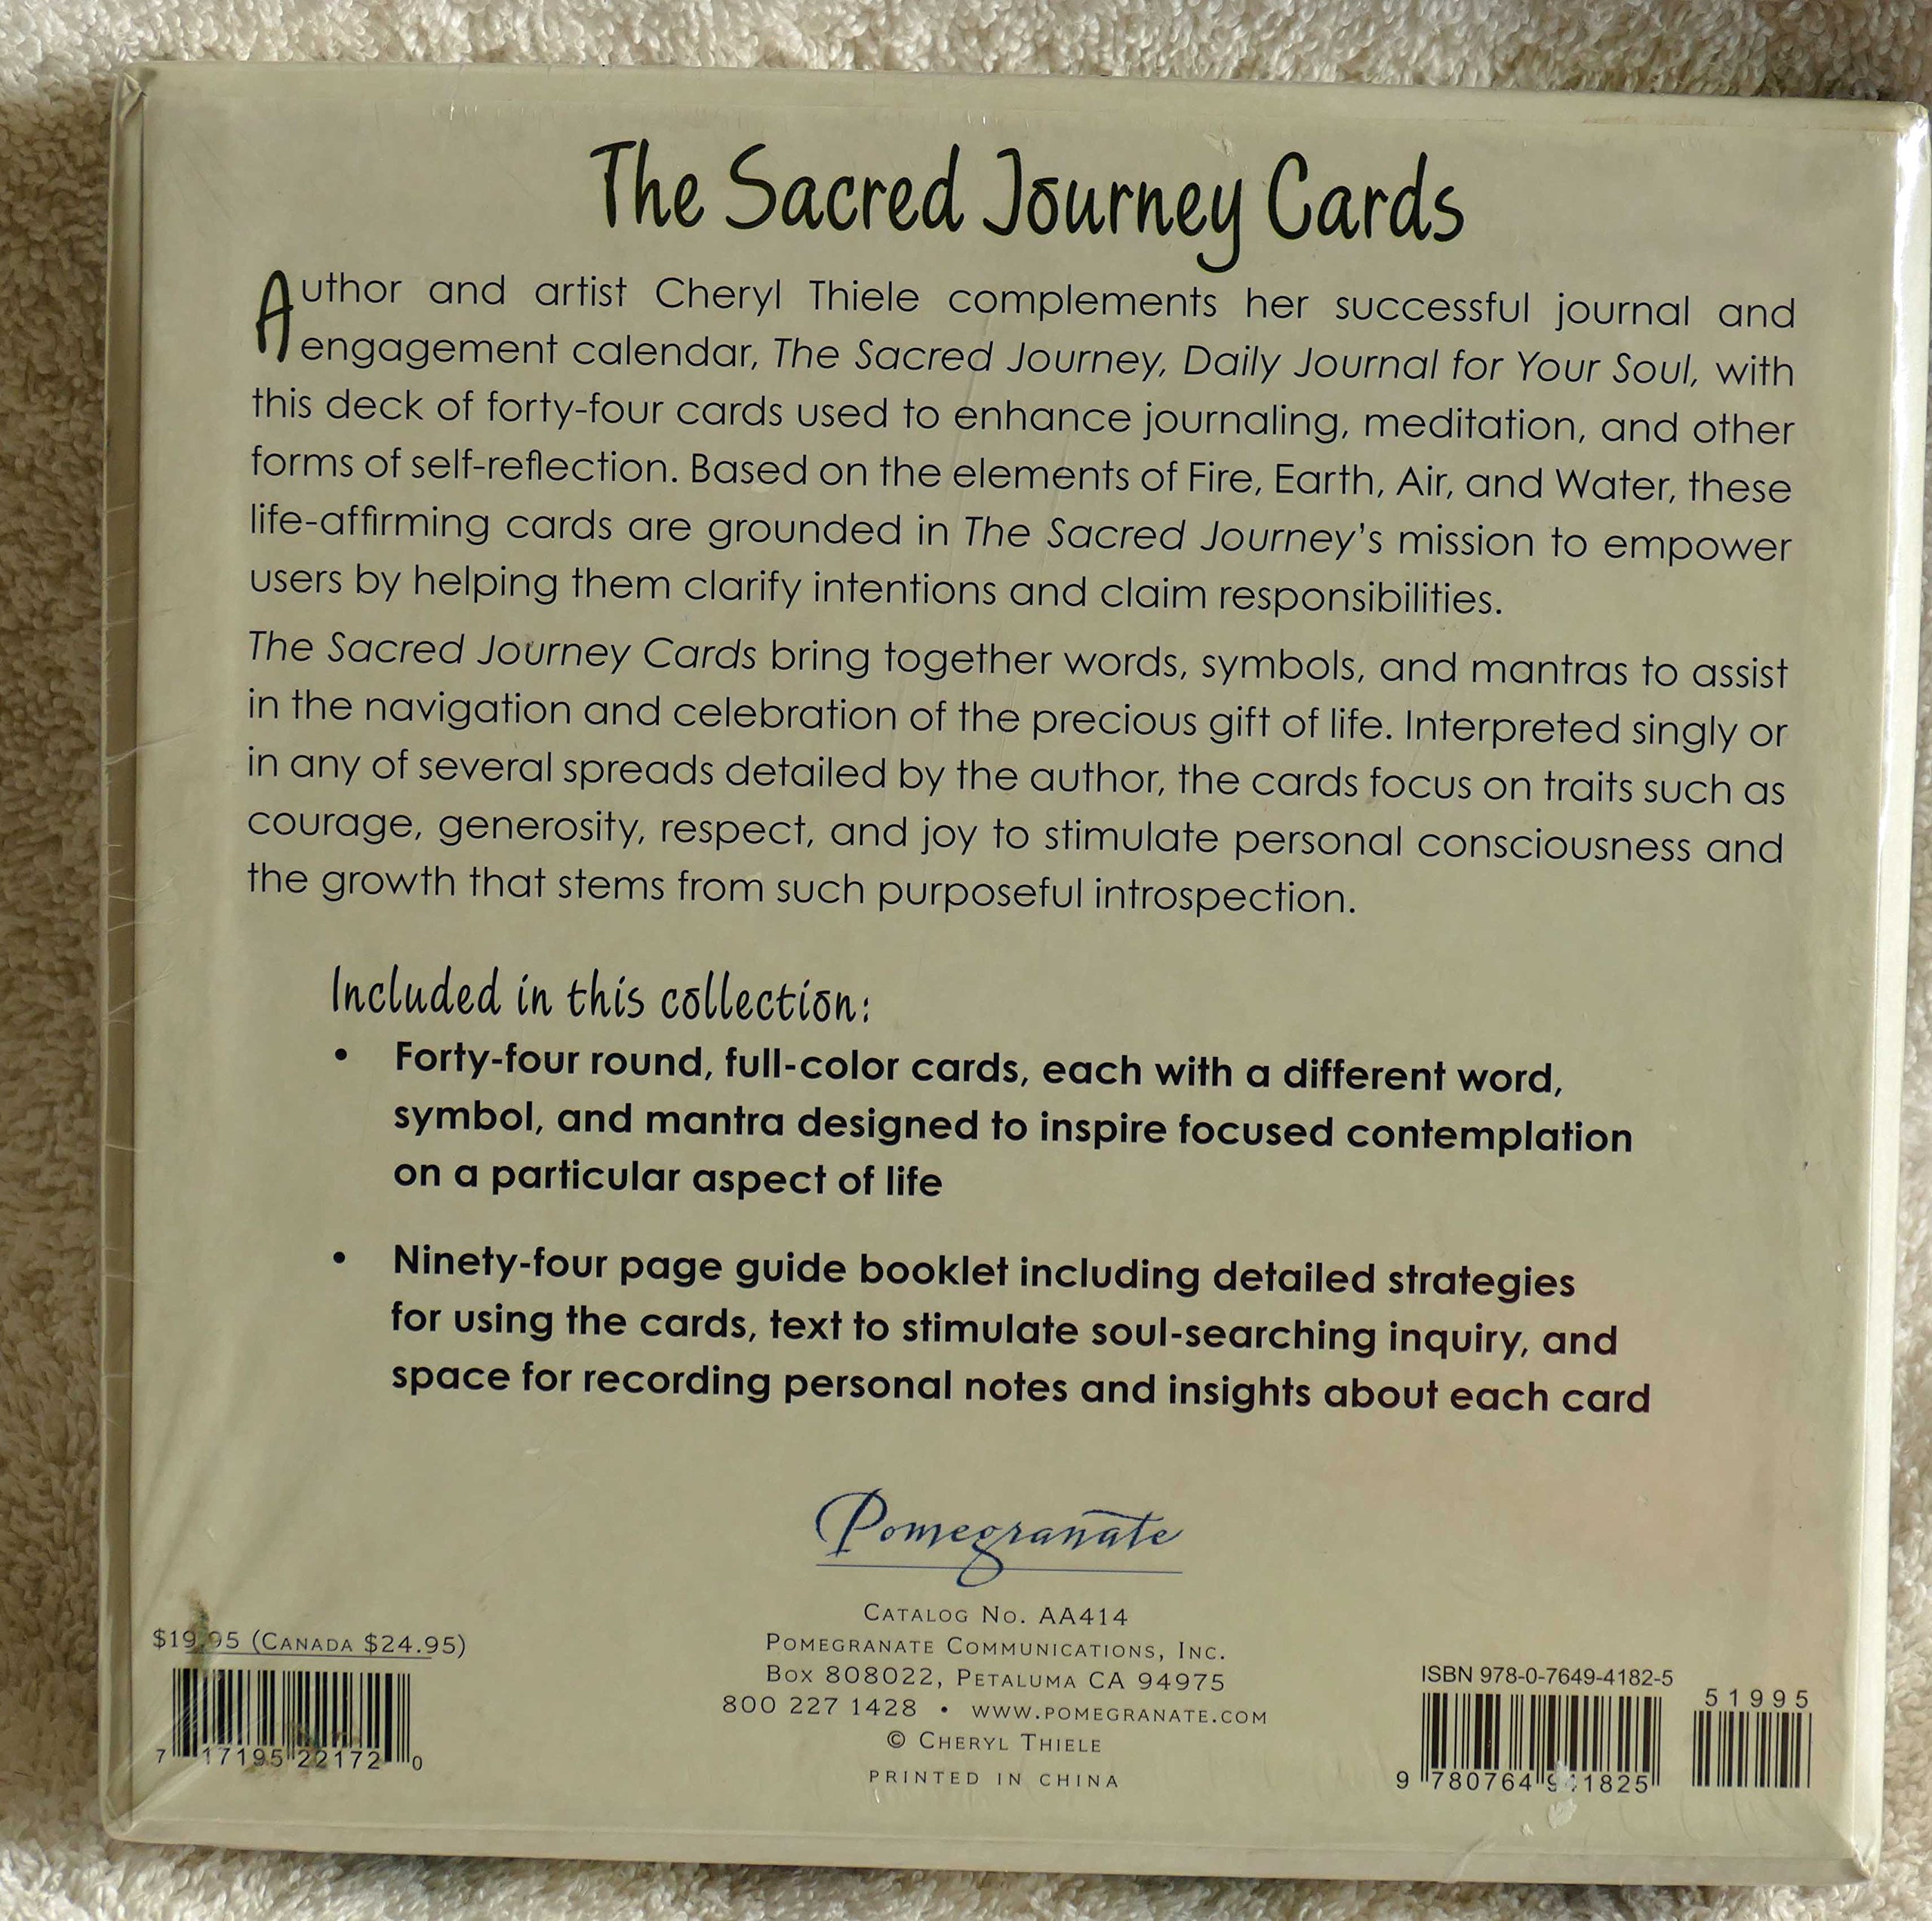 The Sacred Journey Cards
Author and artist Cheryl Thiele complements her successful journal and
engagement calendar, The Sacred Journey, Daily Journal for Your Soul, with
this deck of forty-four cards used to enhance journaling, meditation, and other
forms of self-reflection. Based on the elements of Fire, Earth, Air, and Water, these
life-affirming cards are grounded in The Sacred Journey's mission to empower
users by helping them clarify intentions and claim responsibilities.
The Sacred Journey Cards bring together words, symbols, and mantras to assist
in the navigation and celebration of the precious gift of life. Interpreted singly or
in any of several spreads detailed by the author, the cards focus on traits such as
courage, generosity, respect, and joy to stimulate personal consciousness and
the growth that stems from such purposeful introspection.
Included in this collection:
• Forty-four round, full-color cards, each with a different word,
symbol, and mantra designed to inspire focused contemplation
on a particular aspect of life
• Ninety-four page guide booklet including detailed strategies
for using the cards, text to stimulate soul-searching inquiry, and
space for recording personal notes and insights about each card
Pomegranate
CATALOG NO. AA414
POMEGRANATE COMMUNICATIONS, INC.
BOX 808022, PETALUMA CA 94975
800 227 1428 • WWW.POMEGRANATE.COM
© CHERYL THIELE
PRINTED IN CHINA
$19.95 (CANADA $24.95)
7 17195 22172 0
ISBN 978-0-7649-4182-5
51995
9 780764 941825